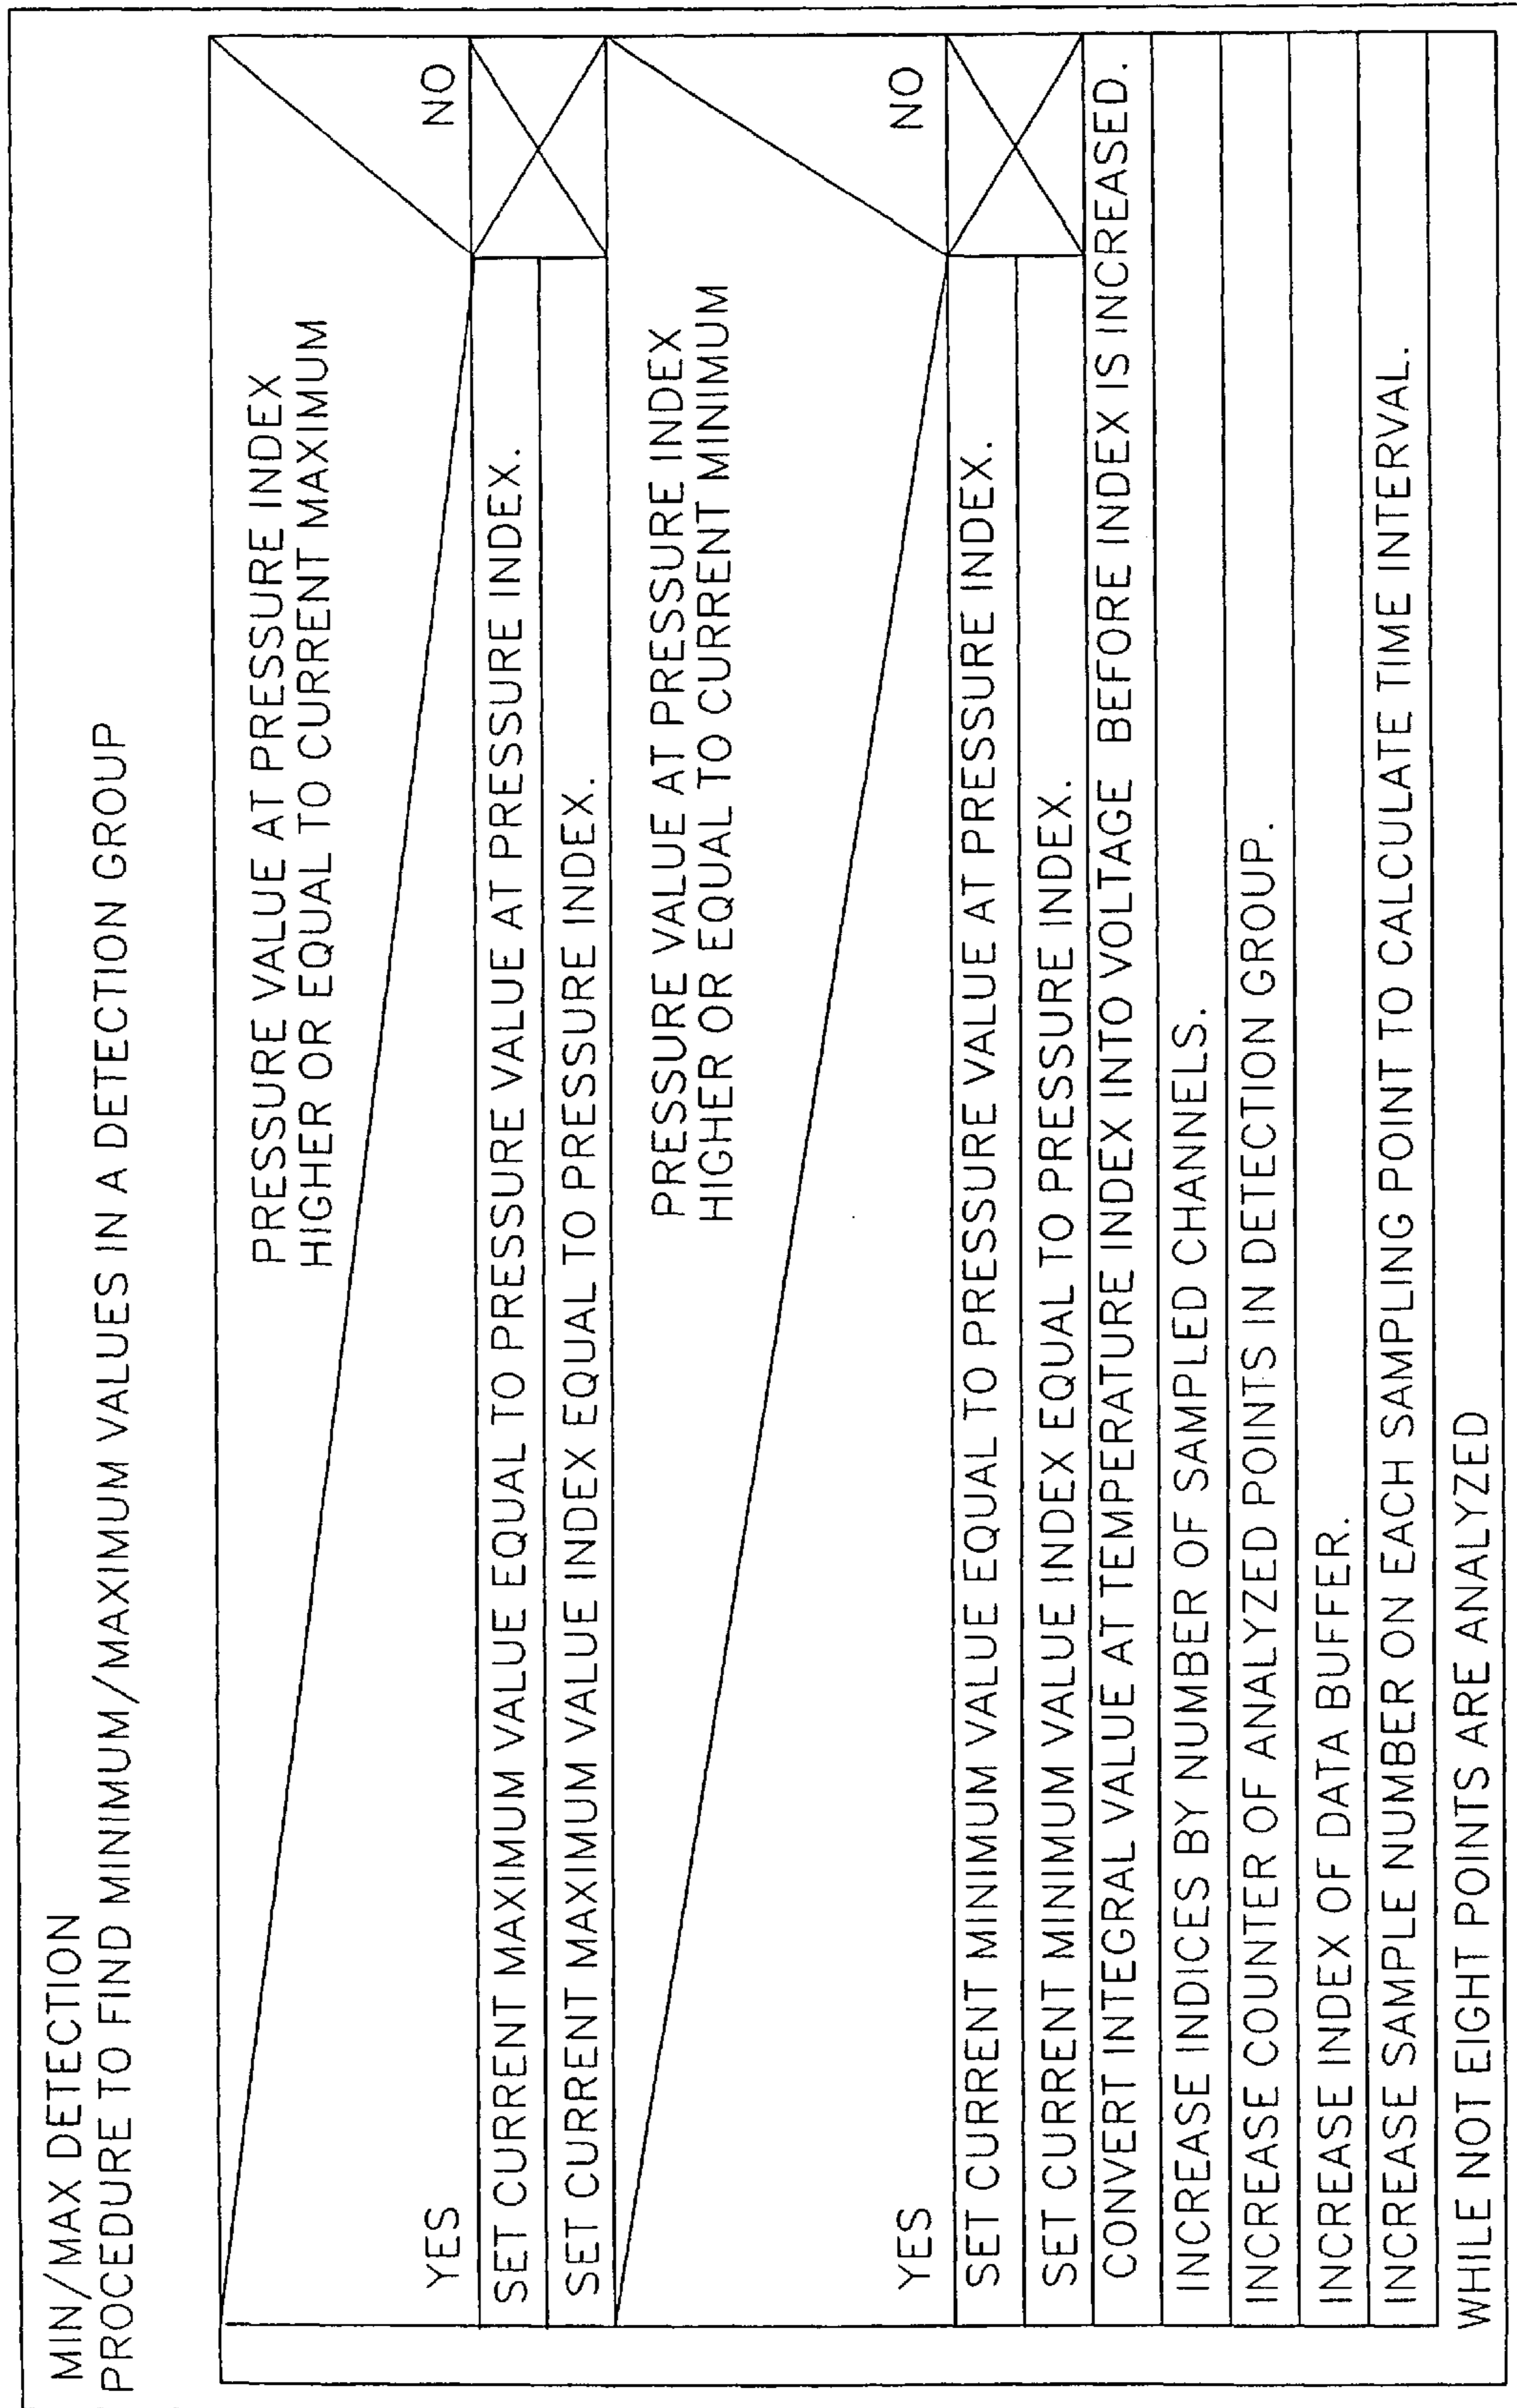 MIN/MAX DETECTION
PROCEDURE TO FIND MINIMUM/MAXIMUM VALUES IN A DETECTION GROUP
PRESSURE VALUE AT PRESSURE INDEX
HIGHER OR EQUAL TO CURRENT MAXIMUM
YES
NO
SET CURRENT MAXIMUM VALUE EQUAL TO PRESSURE VALUE AT PRESSURE INDEX.
SET CURRENT MAXIMUM VALUE INDEX EQUAL TO PRESSURE INDEX.
PRESSURE VALUE AT PRESSURE INDEX
HIGHER OR EQUAL TO CURRENT MINIMUM
YES
NO
SET CURRENT MINIMUM VALUE EQUAL TO PRESSURE VALUE AT PRESSURE INDEX.
SET CURRENT MINIMUM VALUE INDEX EQUAL TO PRESSURE INDEX.
CONVERT INTEGRAL VALUE AT TEMPERATURE INDEX INTO VOLTAGE BEFORE INDEX IS INCREASED.
INCREASE INDICES BY NUMBER OF SAMPLED CHANNELS.
INCREASE COUNTER OF ANALYZED POINTS IN DETECTION GROUP.
INCREASE INDEX OF DATA BUFFER.
INCREASE SAMPLE NUMBER ON EACH SAMPLING POINT TO CALCULATE TIME INTERVAL.
WHILE NOT EIGHT POINTS ARE ANALYZED